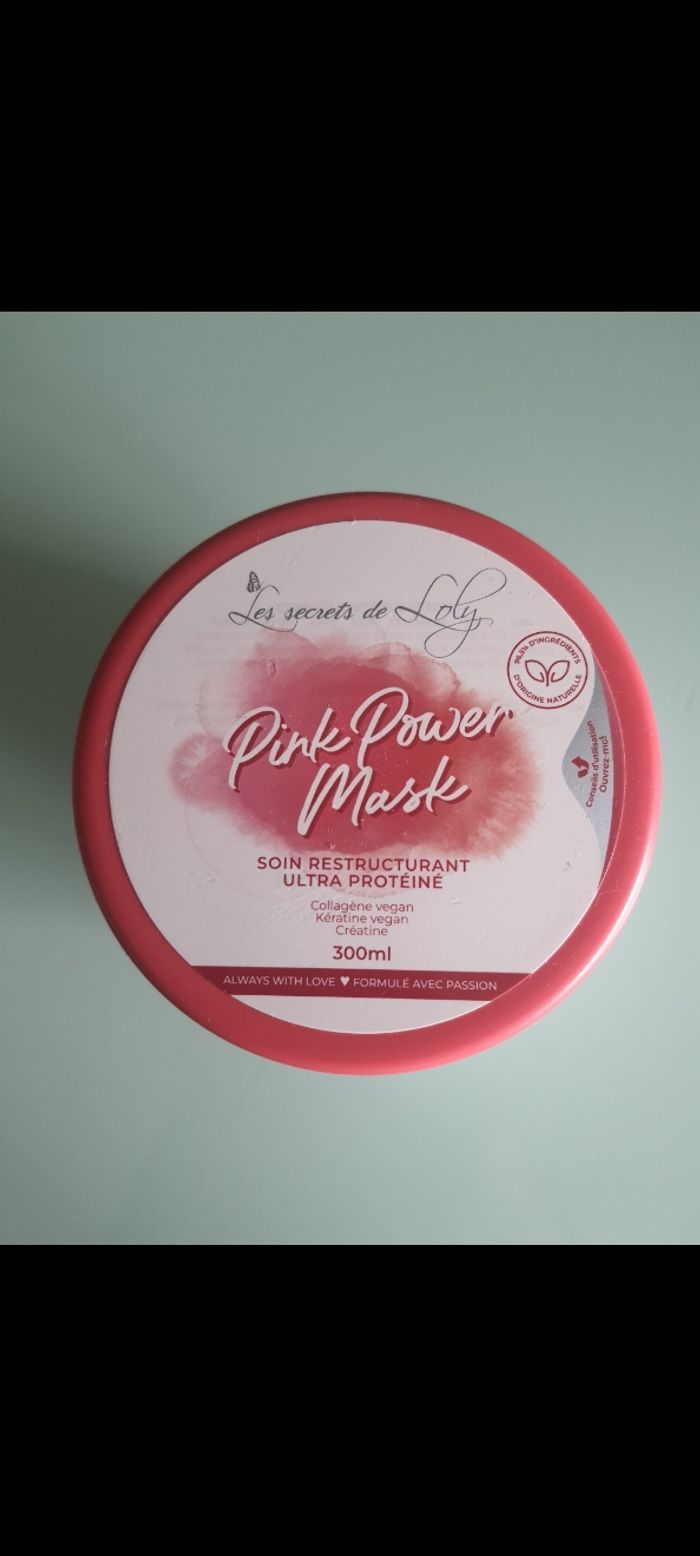 Les secrets de Loly
96,5% D'INGRÉDIENTS
D'ORIGINE NATURELLE
Pink Power
Mask
Conseils d'utilisation
Ouvrez-moi
SOIN RESTRUCTURANT
ULTRA PROTÉINÉ
Collagène vegan
Kératine vegan
Créatine
300ml
ALWAYS WITH LOVE ♥ FORMULÉ AVEC PASSION